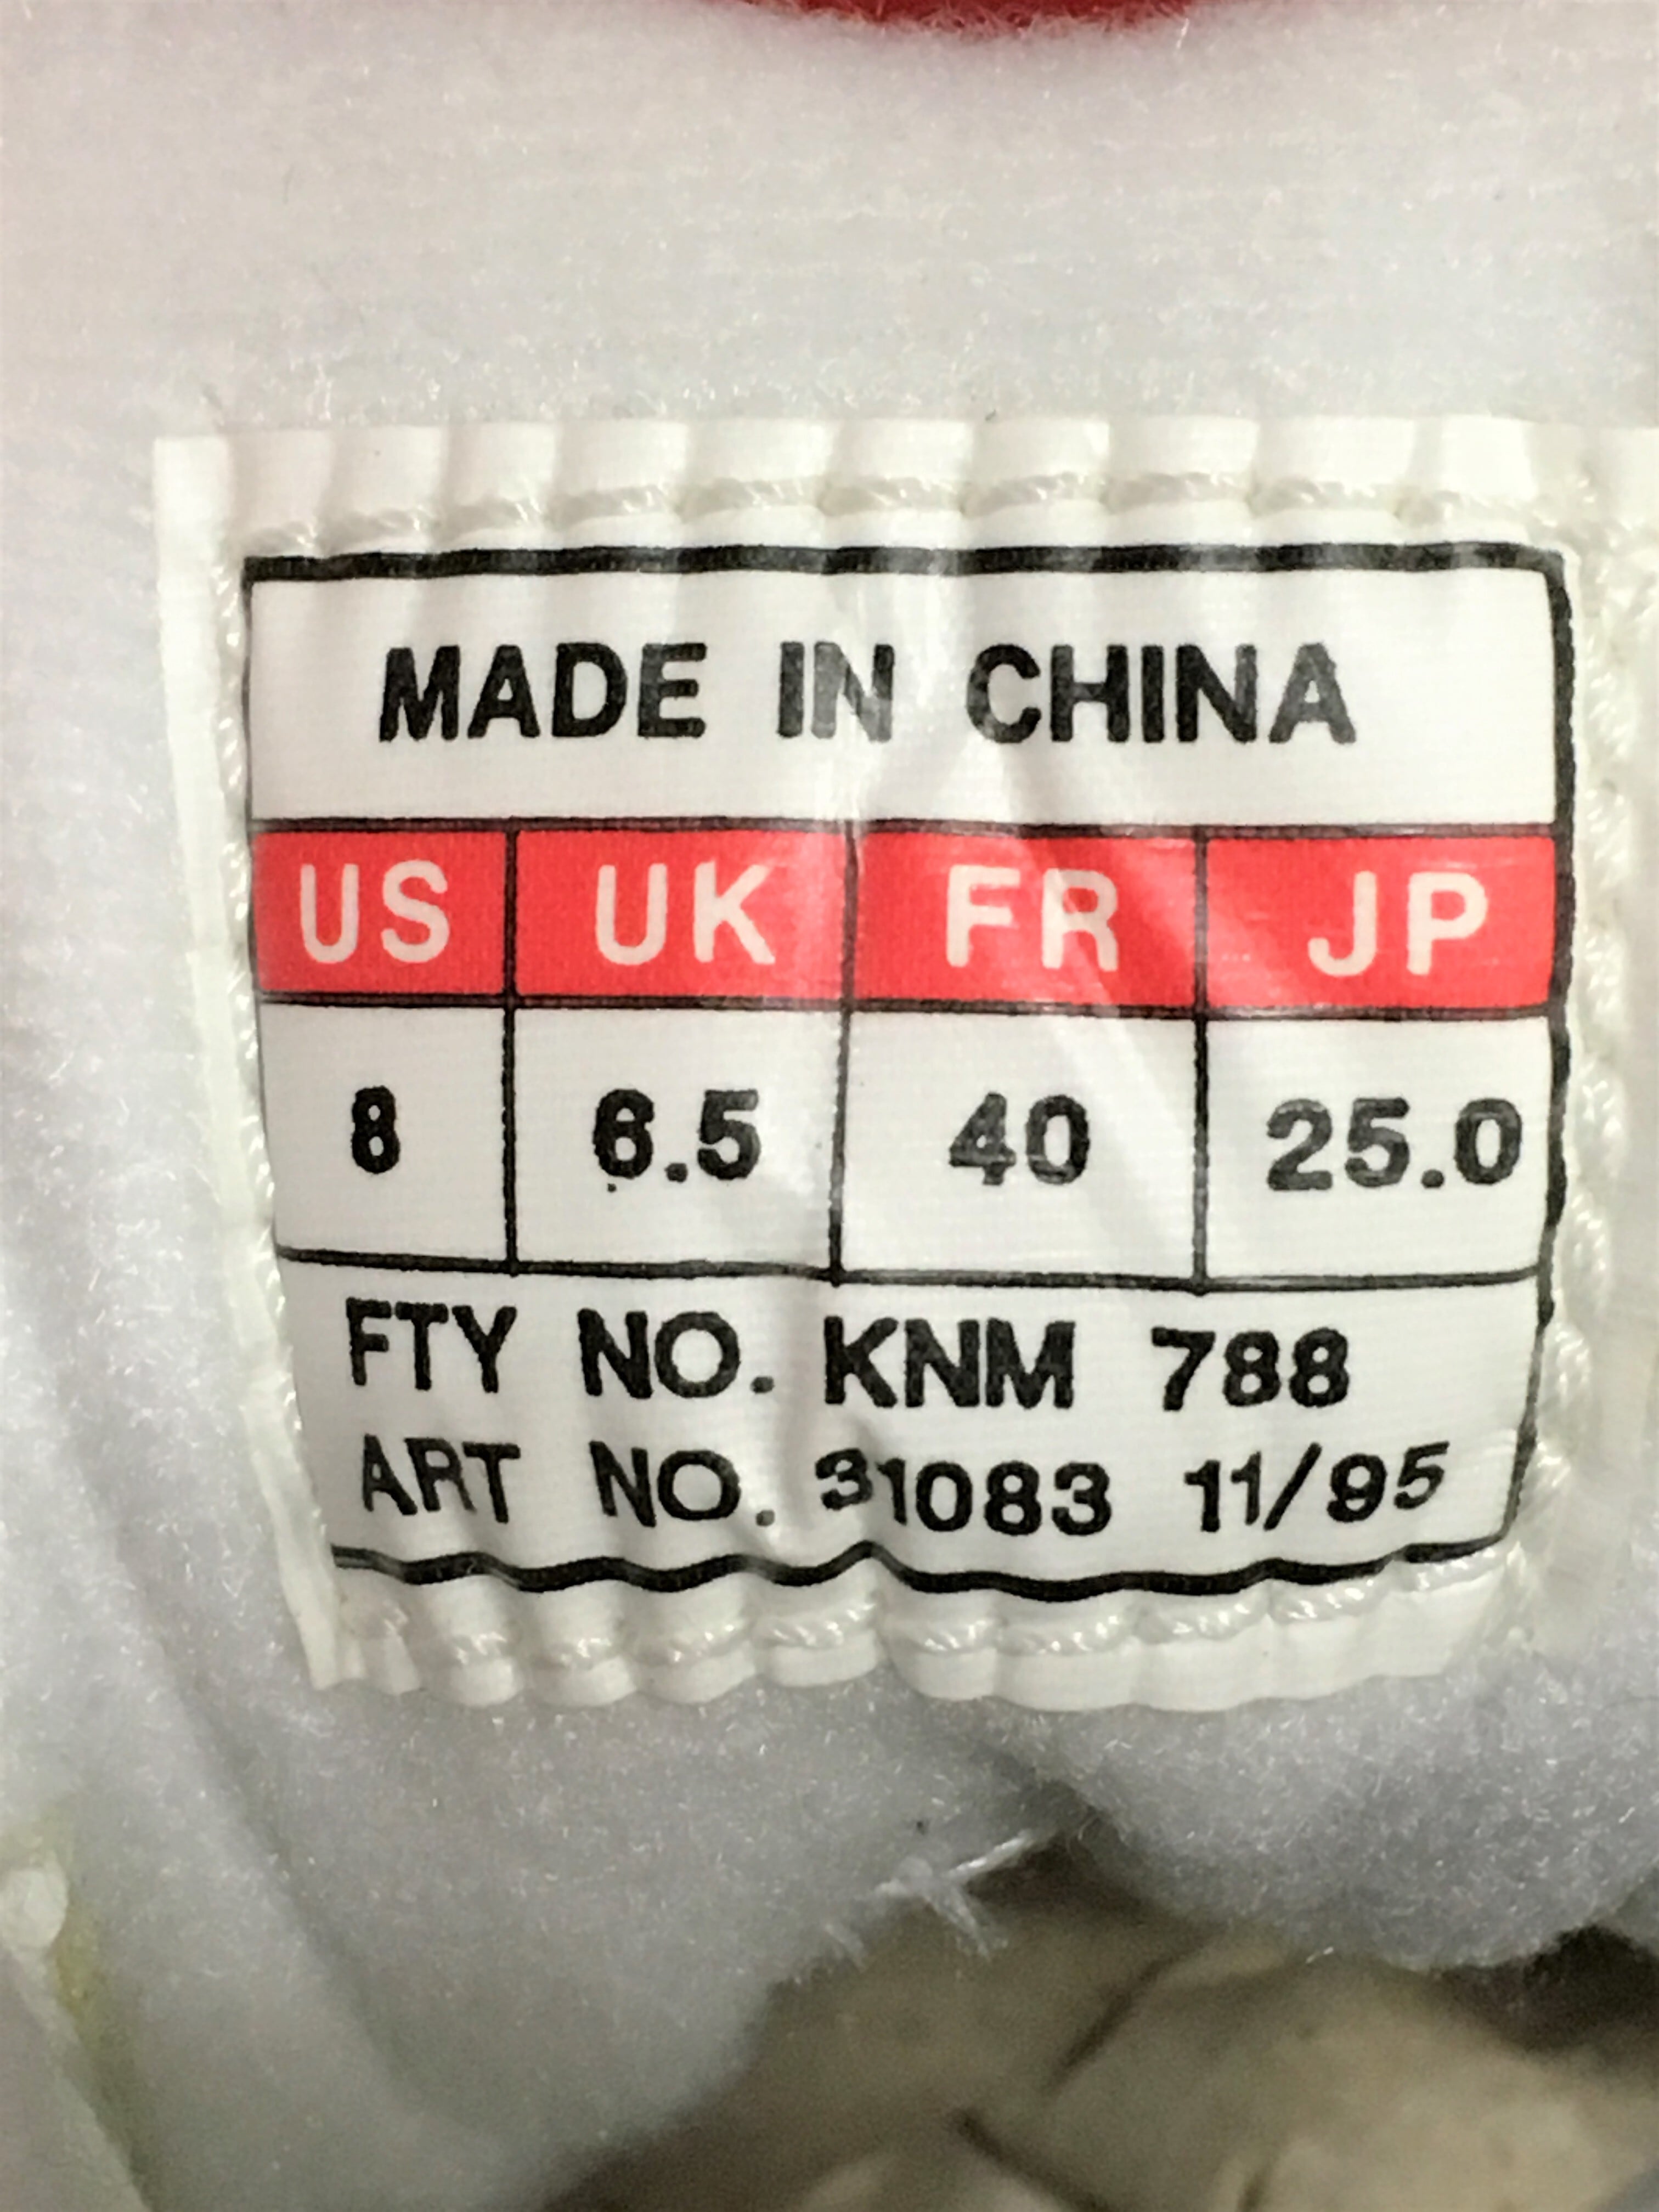 MADE IN CHINA
US UK FR JP
8 6.5 40 25.0
FTY NO. KNM 788
ART NO. 31083 11/95